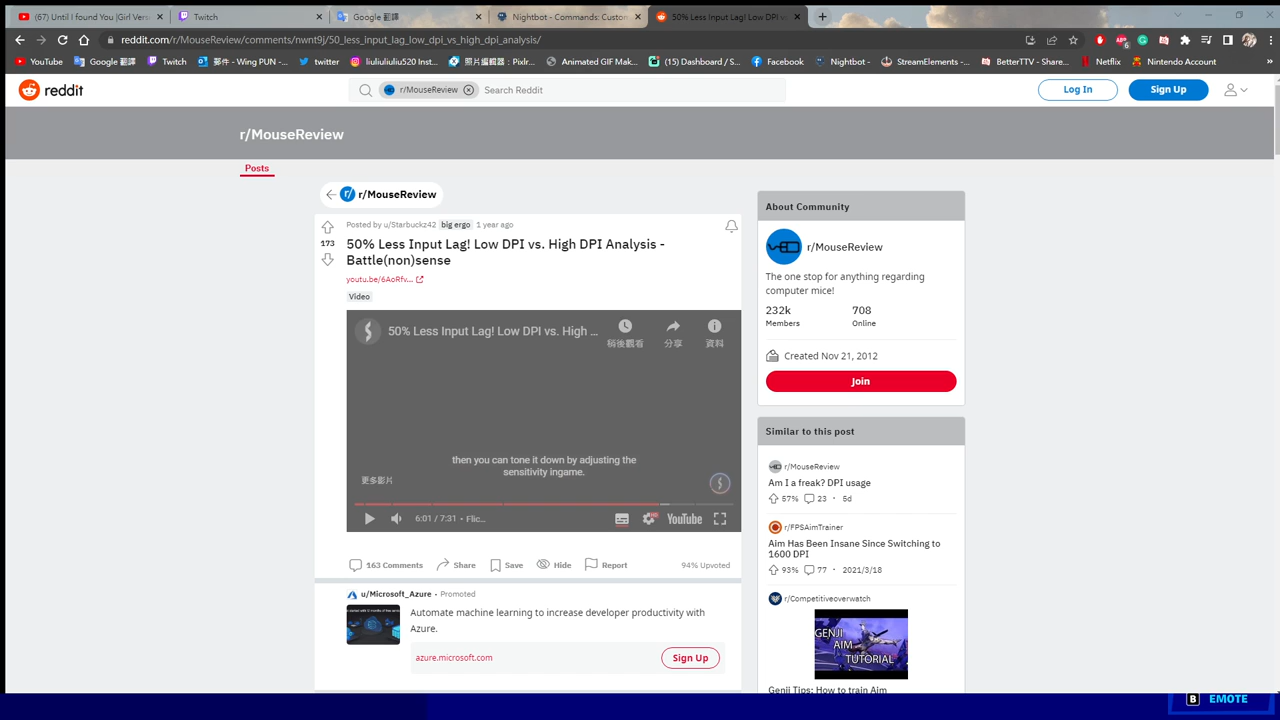 (67) Until I found You |Girl Vers
Twitch
Google 翻譯
Nightbot - Commands: Custom
50% Less Input Lag! Low DPI vs
reddit.com/r/MouseReview/comments/nwnt9j/50_less_input_lag_low_dpi_vs_high_dpi_analysis/
YouTube
Google 翻譯
Twitch
郵件 - Wing PUN -...
twitter
liuliuliuliu520 Inst...
照片編輯器：Pixlr...
Animated GIF Mak...
(15) Dashboard / S...
Facebook
Nightbot -
StreamElements -...
BetterTTV - Share...
Netflix
Nintendo Account
»
reddit
r/MouseReview
Search Reddit
Log In
Sign Up
r/MouseReview
Posts
r/MouseReview
Posted by u/Starbuckz42 big ergo 1 year ago
173
50% Less Input Lag! Low DPI vs. High DPI Analysis -
Battle(non)sense
youtu.be/6AoRfv...
Video
50% Less Input Lag! Low DPI vs. High ...
稍後觀看
分享
資料
then you can tone it down by adjusting the
sensitivity ingame.
更多影片
6:01 / 7:31 • Flic...
HD
YouTube
163 Comments
Share
Save
Hide
Report
94% Upvoted
u/Microsoft_Azure • Promoted
Automate machine learning to increase developer productivity with
Azure.
azure.microsoft.com
Sign Up
About Community
r/MouseReview
The one stop for anything regarding
computer mice!
232k
708
Members
Online
Created Nov 21, 2012
Join
Similar to this post
r/MouseReview
Am I a freak? DPI usage
57% 23 · 5d
r/FPSAimTrainer
Aim Has Been Insane Since Switching to
1600 DPI
93% 77 · 2021/3/18
r/Competitiveoverwatch
GENJI
AIM
TUTORIAL
Genji Tips: How to train Aim
B EMOTE